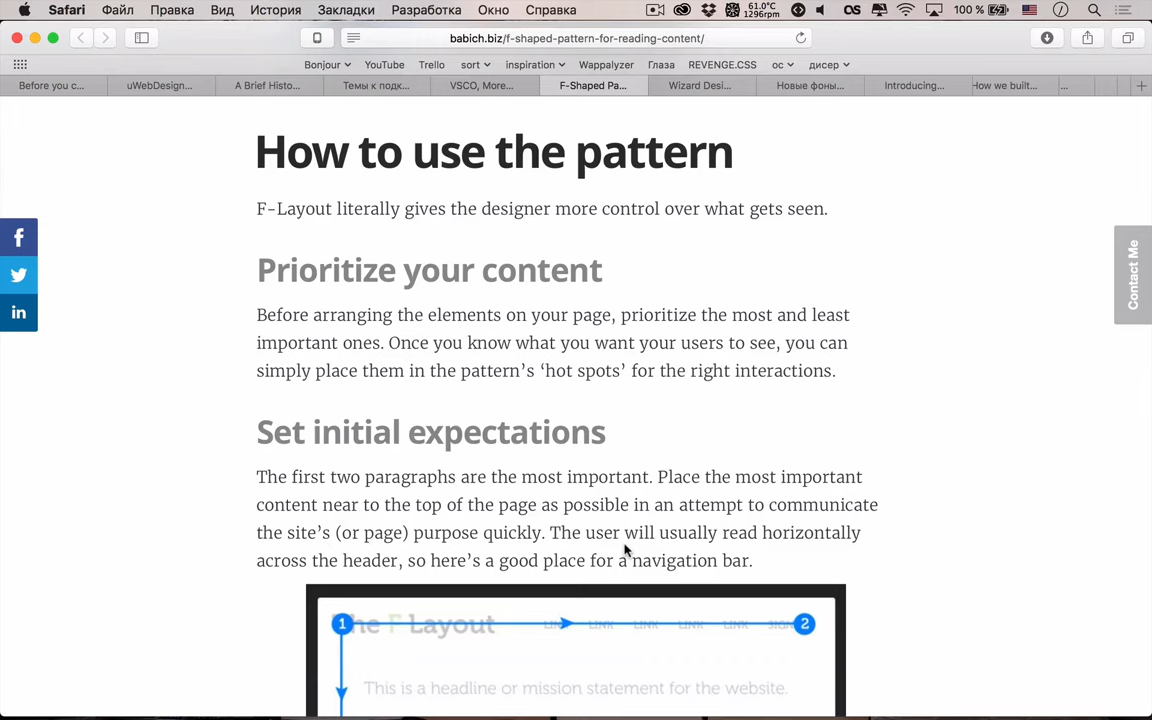 Safari Файл Правка Вид История Закладки Разработка Окно Справка 61.0°C 1296rpm 100 %
babich.biz/f-shaped-pattern-for-reading-content/
Bonjour YouTube Trello sort inspiration Wappalyzer Глаза REVENGE.CSS ос дисер
Before you c... uWebDesign... A Brief Histo... Темы к подк... VSCO, More... F-Shaped Pa... Wizard Desi... Новые фоны... Introducing... How we built... ...
How to use the pattern
F-Layout literally gives the designer more control over what gets seen.
Prioritize your content
Before arranging the elements on your page, prioritize the most and least
important ones. Once you know what you want your users to see, you can
simply place them in the pattern’s ‘hot spots’ for the right interactions.
Set initial expectations
The first two paragraphs are the most important. Place the most important
content near to the top of the page as possible in an attempt to communicate
the site’s (or page) purpose quickly. The user will usually read horizontally
across the header, so here’s a good place for a navigation bar.
Contact Me
1 The F Layout LINK LINK LINK LINK LINK 2
This is a headline or mission statement for the website.